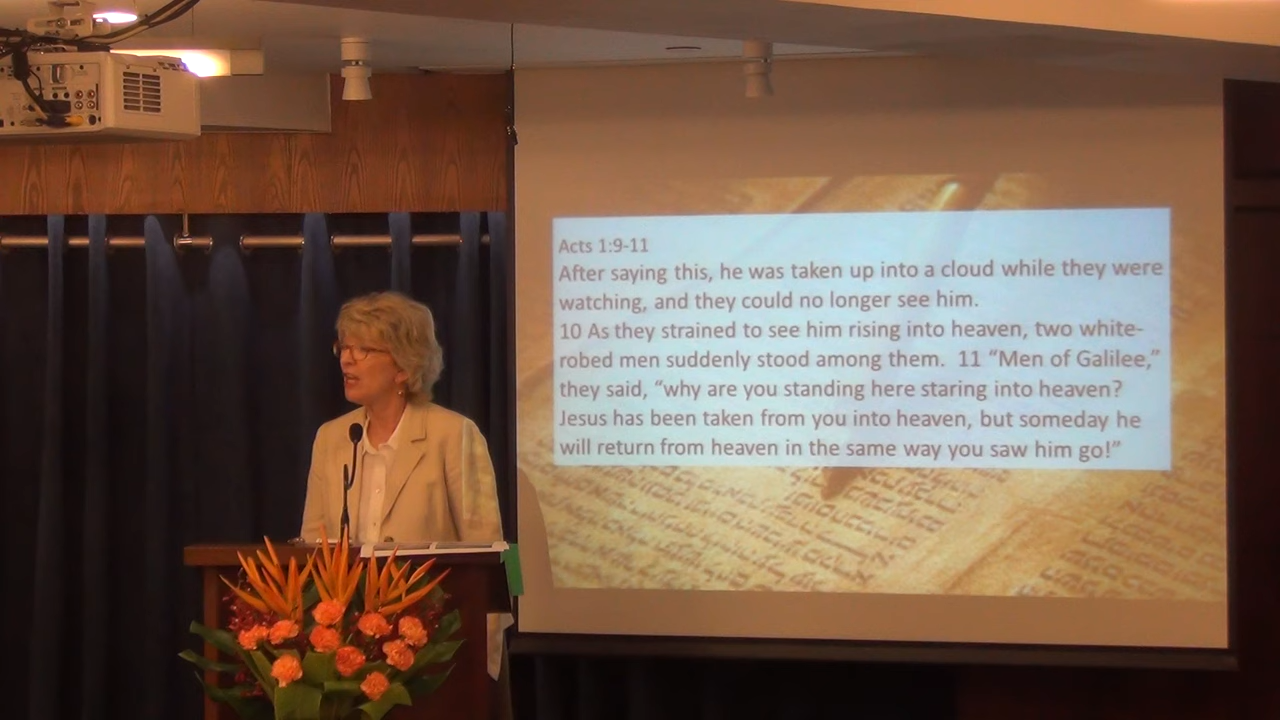 Acts 1:9-11
After saying this, he was taken up into a cloud while they were
watching, and they could no longer see him.
10 As they strained to see him rising into heaven, two white-
robed men suddenly stood among them.  11 “Men of Galilee,”
they said, “why are you standing here staring into heaven?
Jesus has been taken from you into heaven, but someday he
will return from heaven in the same way you saw him go!”